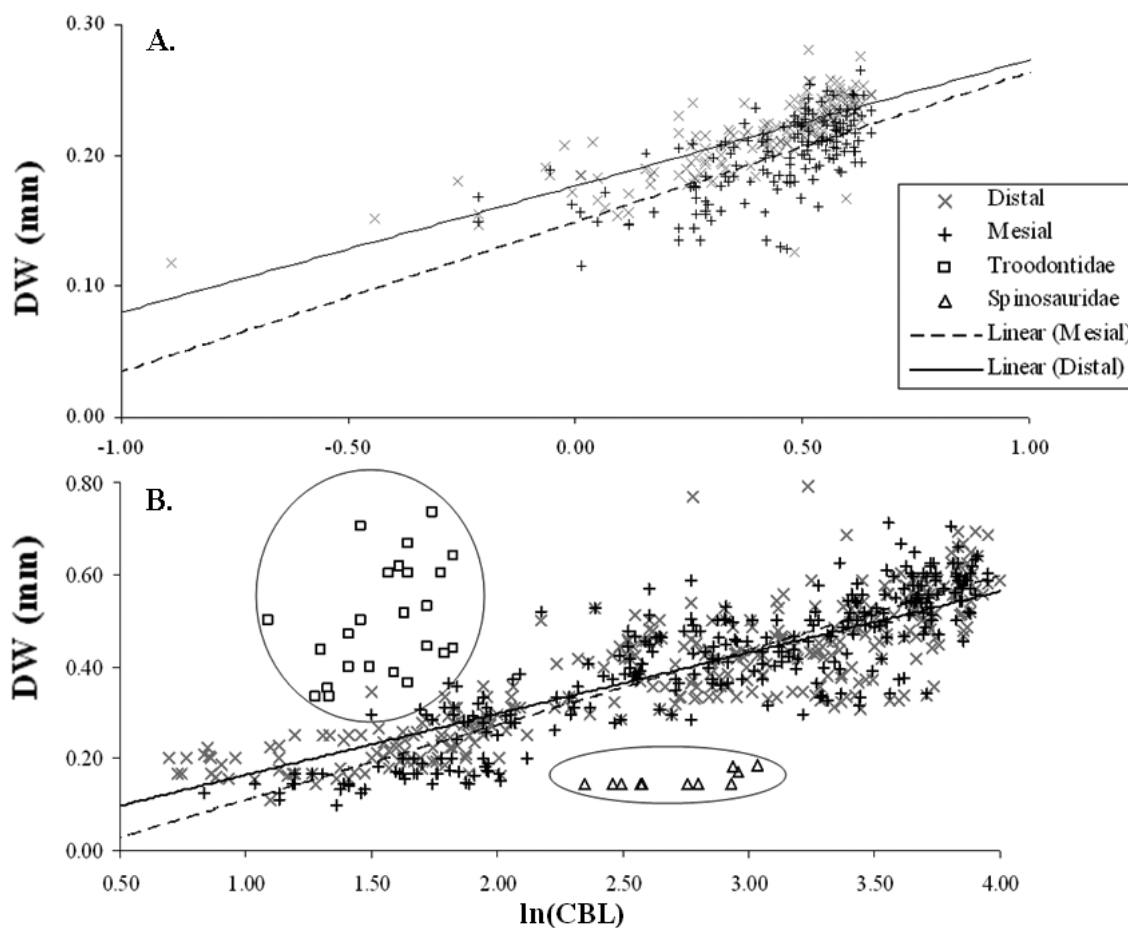 A.
0.30
0.20
0.10
0.00
DW (mm)
-1.00 -0.50 0.00 0.50 1.00
Distal
Mesial
Troodontidae
Spinosauridae
Linear (Mesial)
Linear (Distal)
B.
0.80
0.60
0.40
0.20
0.00
DW (mm)
0.50 1.00 1.50 2.00 2.50 3.00 3.50 4.00
ln(CBL)